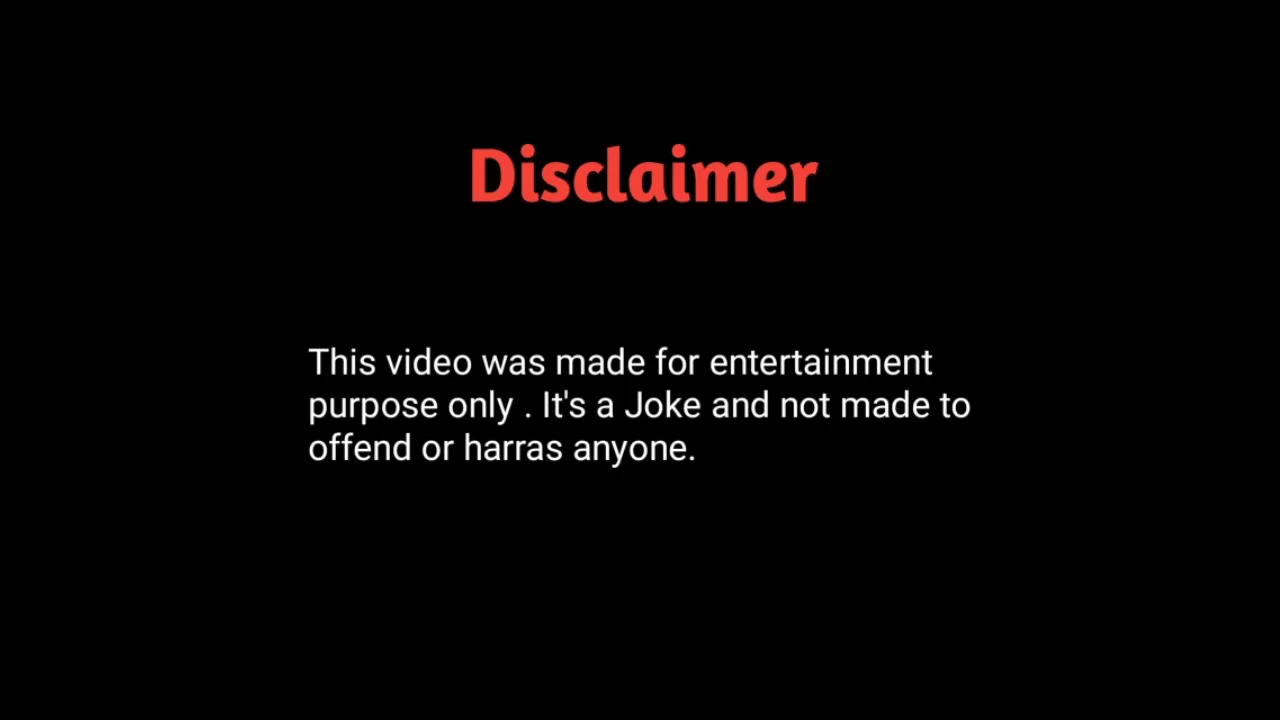 Disclaimer
This video was made for entertainment
purpose only . It's a Joke and not made to
offend or harras anyone.